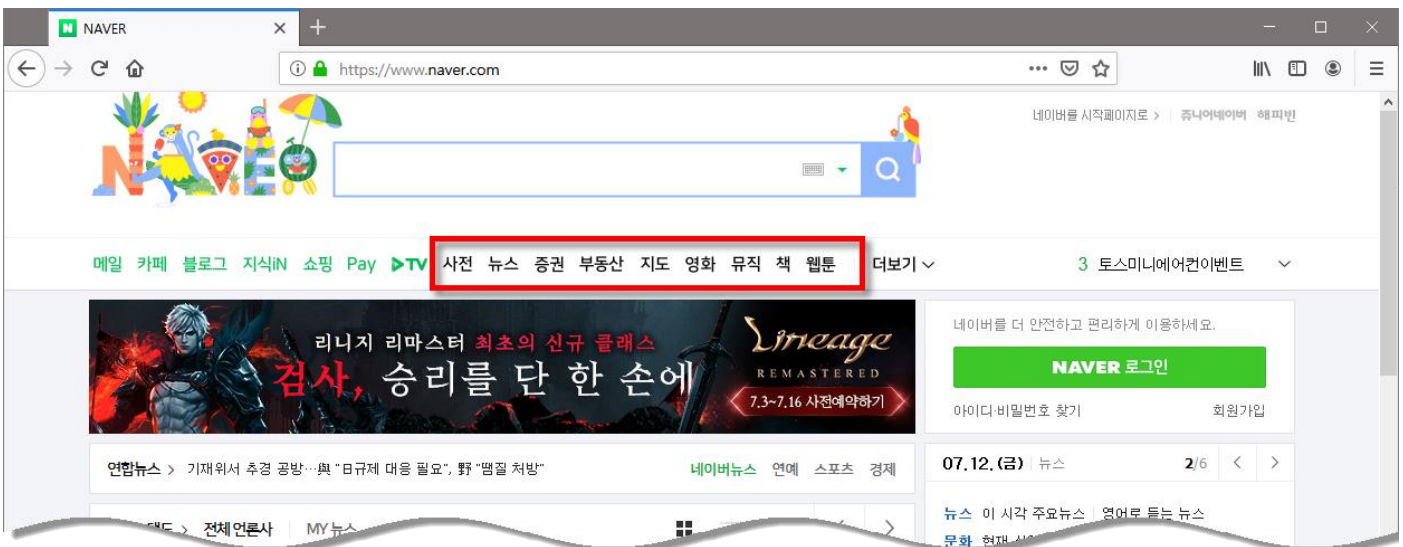 NAVER
https://www.naver.com
네이버를 시작페이지로 > 쥬니어네이버 해피빈
NAVER
메일 카페 블로그 지식iN 쇼핑 Pay TV 사전 뉴스 증권 부동산 지도 영화 뮤직 책 웹툰 더보기
3 토스미니에어컨이벤트
리니지 리마스터 최초의 신규 클래스
검사, 승리를 단 한 손에
Lineage
REMASTERED
7.3~7.16 사전예약하기
네이버를 더 안전하고 편리하게 이용하세요.
NAVER 로그인
아이디·비밀번호 찾기 회원가입
연합뉴스 > 기재위서 추경 공방…與 "日규제 대응 필요", 野 "땜질 처방"
네이버뉴스 연예 스포츠 경제
07.12.(금) 뉴스 2/6 < >
> 전체언론사 MY뉴스
뉴스 이 시각 주요뉴스 영어로 듣는 뉴스
문화 현재